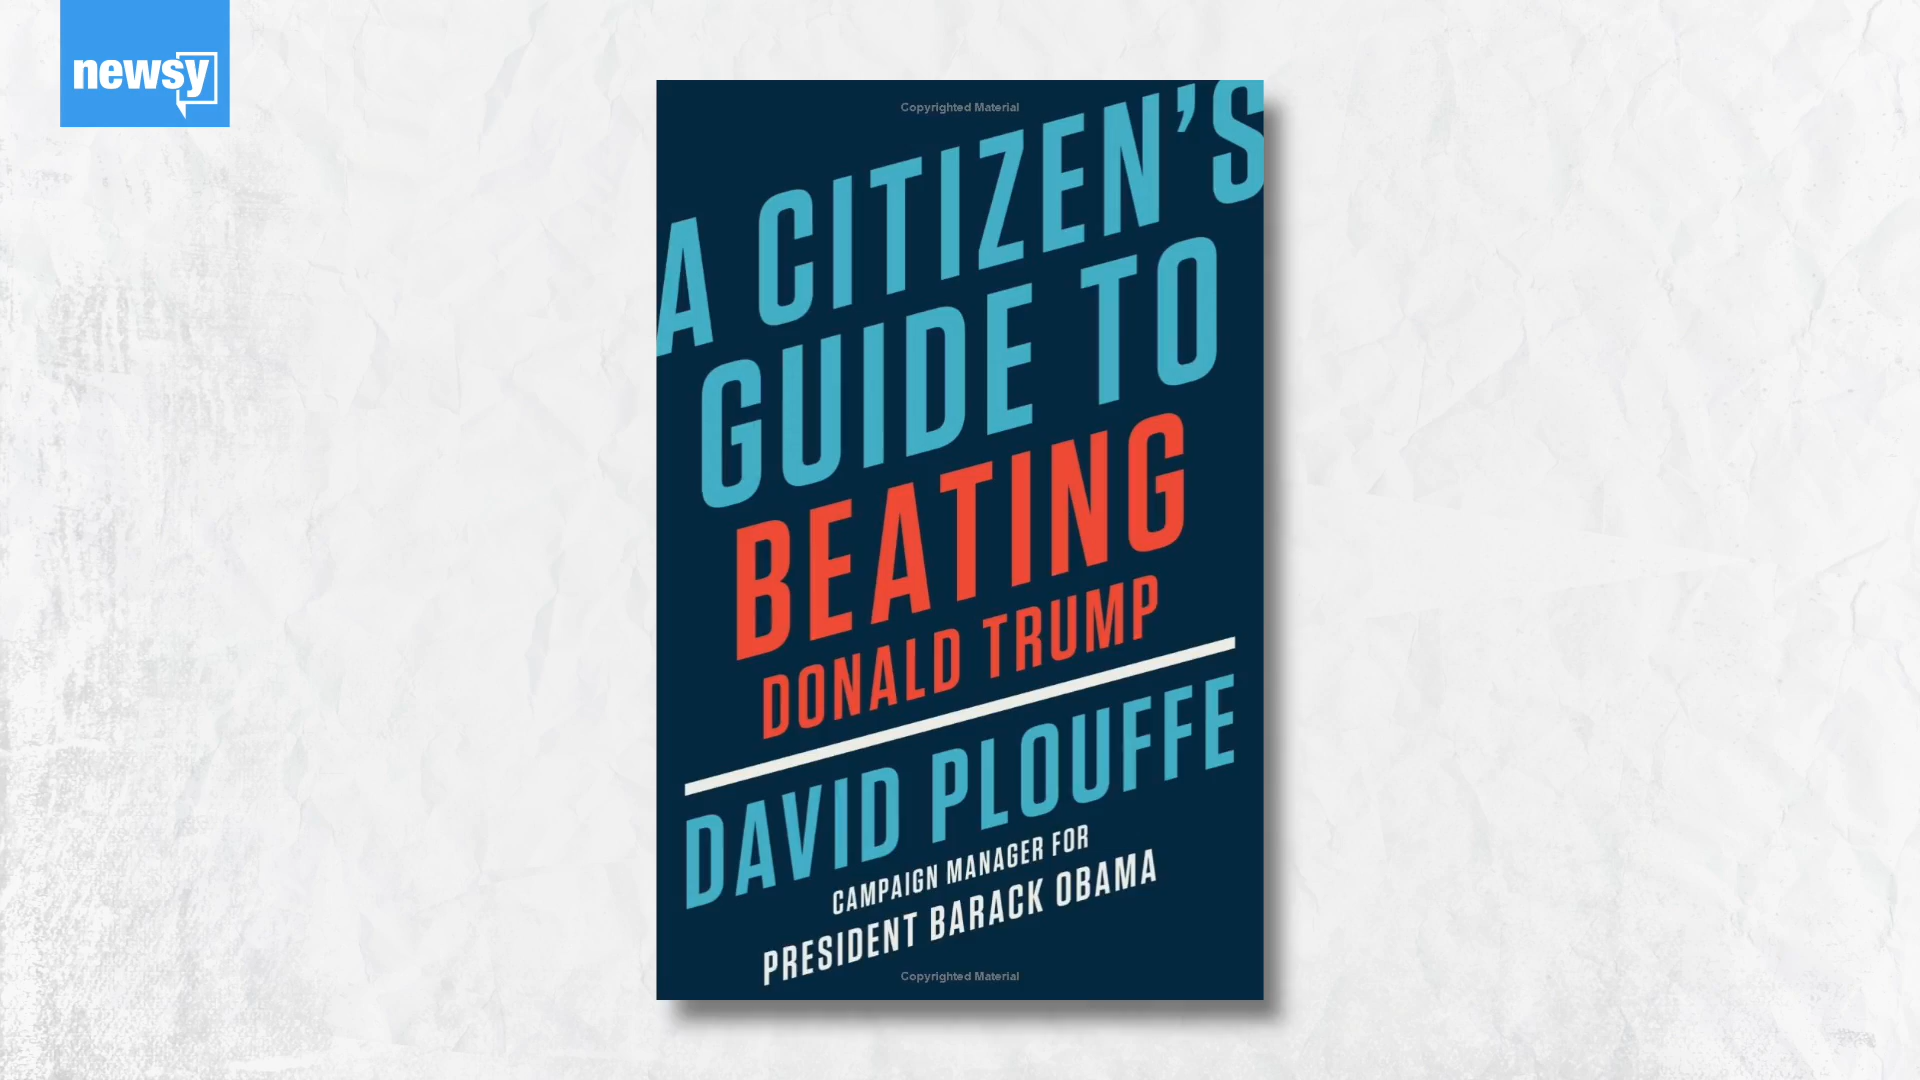 newsy
Copyrighted Material
A CITIZEN'S
GUIDE TO
BEATING
DONALD TRUMP
DAVID PLOUFFE
CAMPAIGN MANAGER FOR
PRESIDENT BARACK OBAMA
Copyrighted Material